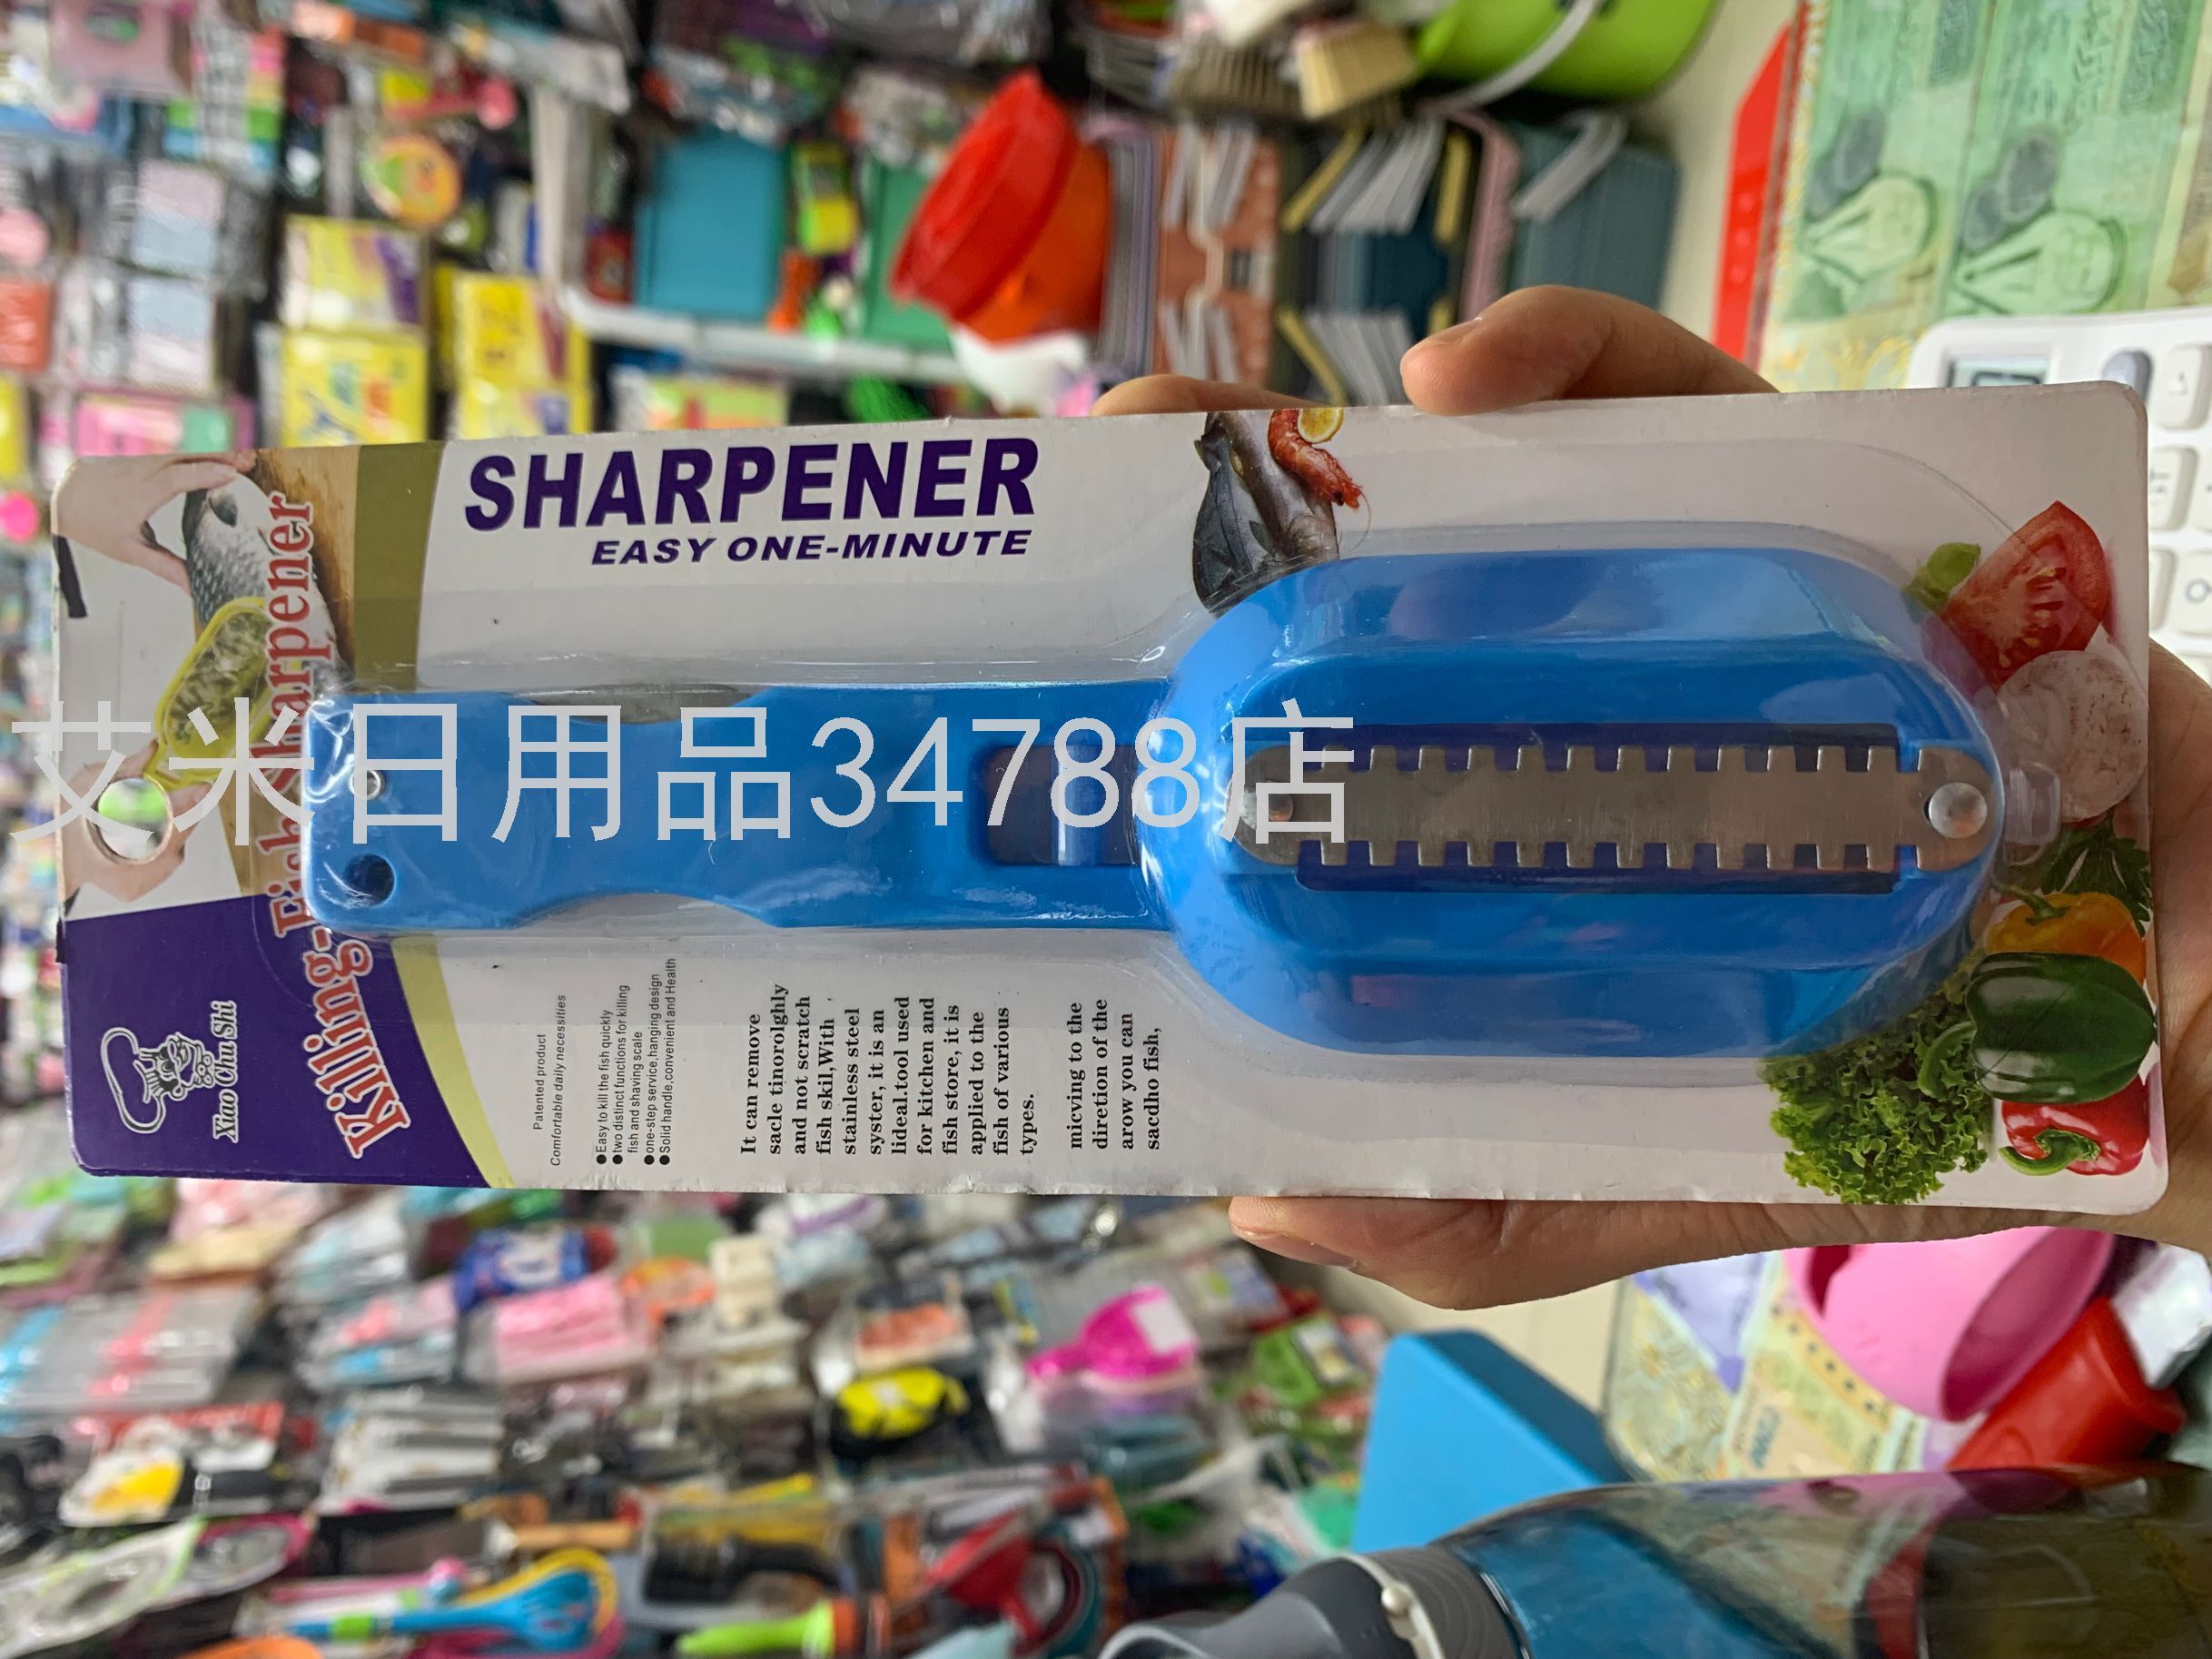 SHARPENER
EASY ONE-MINUTE
艾米日用品34788店
Killing-Fish Sharpener
Xiao Chu Shi
Patented product
Comfortable daily necessities
●Easy to kill the fish quickly
●two distinct functions for killing
fish and shaving scale
●one-step service,hanging design
●Solid handle,convenient and Health
It can remove
sacle tinorolghly
and not scratch
fish skil,With
stainless steel
syster, it is an
lideal.tool used
for kitchen and
fish store, it is
applied to the
fish of various
types.
micving to the
diretion of the
arow you can
sacdho fish,